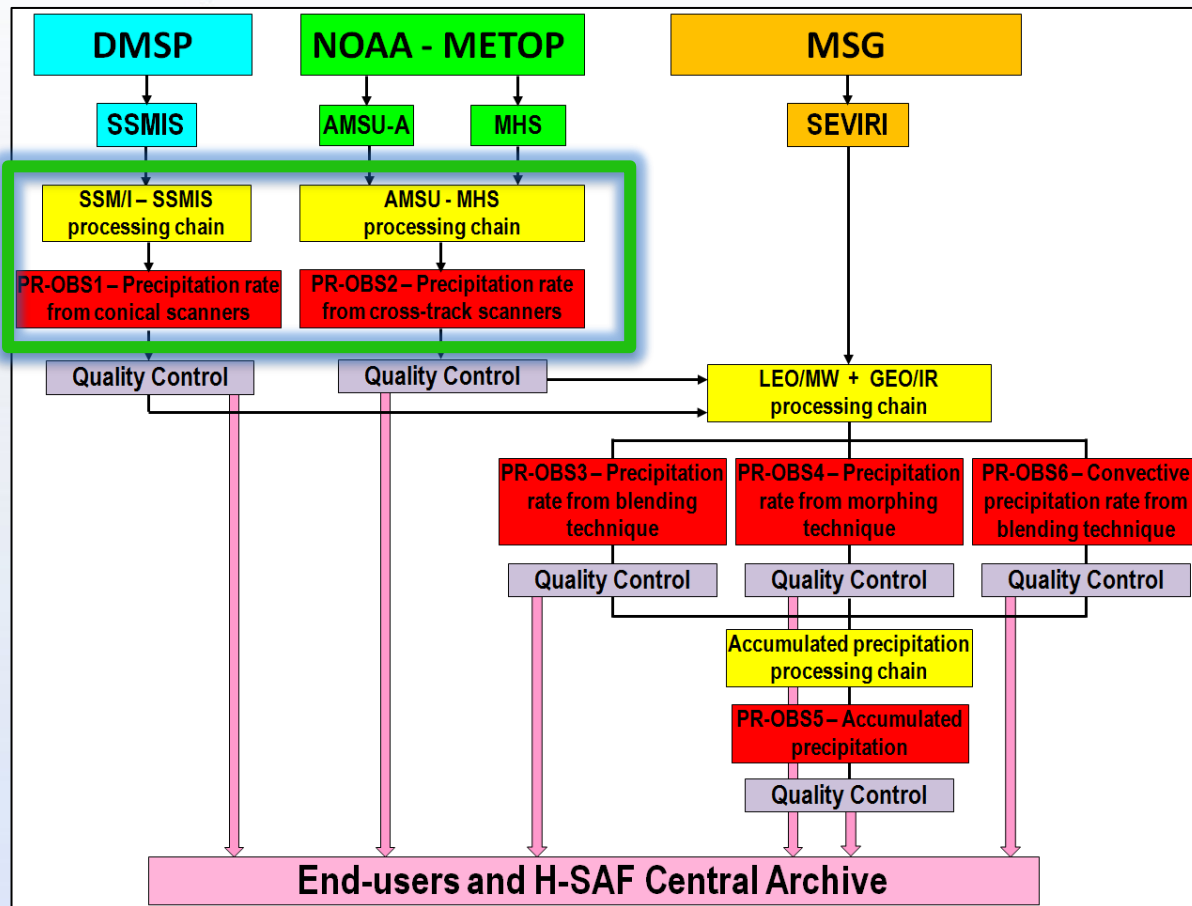 DMSP
NOAA - METOP
MSG
SSMIS
AMSU-A
MHS
SEVIRI
SSM/I – SSMIS
processing chain
AMSU - MHS
processing chain
PR-OBS1 – Precipitation rate
from conical scanners
PR-OBS2 – Precipitation rate
from cross-track scanners
Quality Control
Quality Control
LEO/MW + GEO/IR
processing chain
PR-OBS3 – Precipitation
rate from blending
technique
PR-OBS4 – Precipitation
rate from morphing
technique
PR-OBS6 – Convective
precipitation rate from
blending technique
Quality Control
Quality Control
Quality Control
Accumulated precipitation
processing chain
PR-OBS5 – Accumulated
precipitation
Quality Control
End-users and H-SAF Central Archive